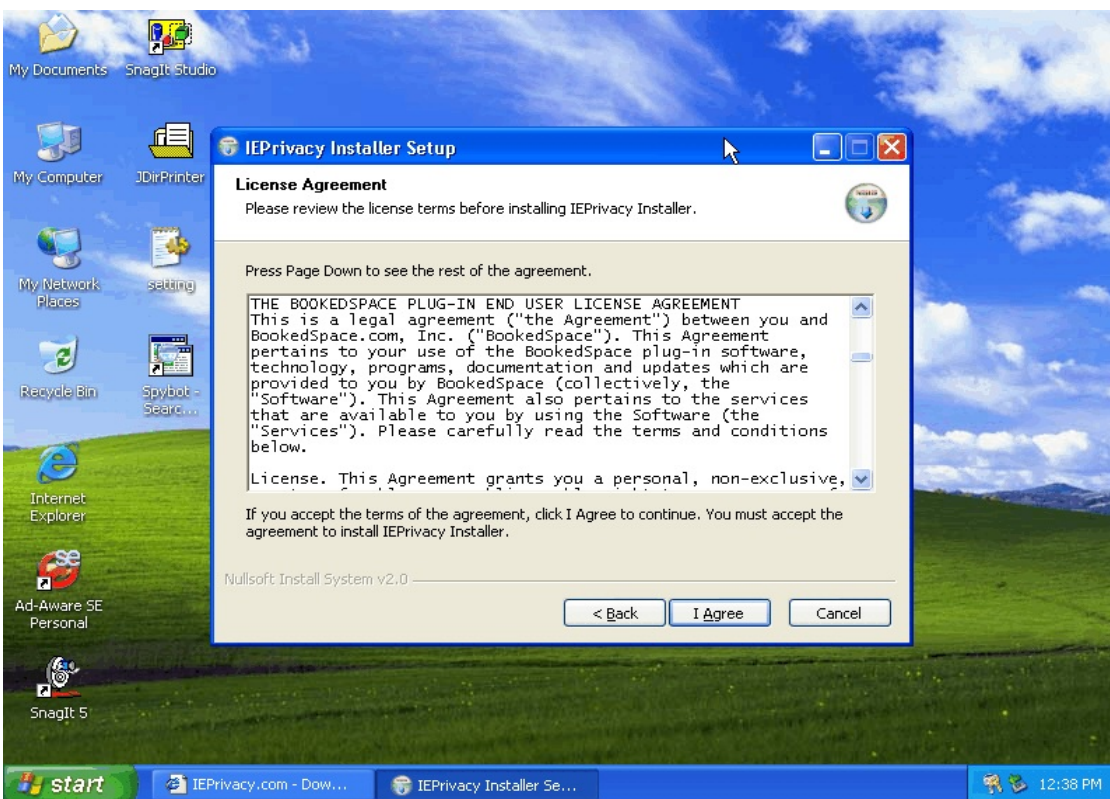 My Documents
SnagIt Studio
My Computer
JDirPrinter
My Network
Places
setting
Recycle Bin
Spybot -
Searc...
Internet
Explorer
Ad-Aware SE
Personal
SnagIt 5
IEPrivacy Installer Setup
License Agreement
Please review the license terms before installing IEPrivacy Installer.
Press Page Down to see the rest of the agreement.
THE BOOKEDSPACE PLUG-IN END USER LICENSE AGREEMENT
This is a legal agreement ("the Agreement") between you and
BookedSpace.com, Inc. ("BookedSpace"). This Agreement
pertains to your use of the BookedSpace plug-in software,
technology, programs, documentation and updates which are
provided to you by BookedSpace (collectively, the
"Software"). This Agreement also pertains to the services
that are available to you by using the Software (the
"Services"). Please carefully read the terms and conditions
below.
License. This Agreement grants you a personal, non-exclusive,
If you accept the terms of the agreement, click I Agree to continue. You must accept the
agreement to install IEPrivacy Installer.
Nullsoft Install System v2.0
< Back
I Agree
Cancel
start
IEPrivacy.com - Dow...
IEPrivacy Installer Se...
12:38 PM